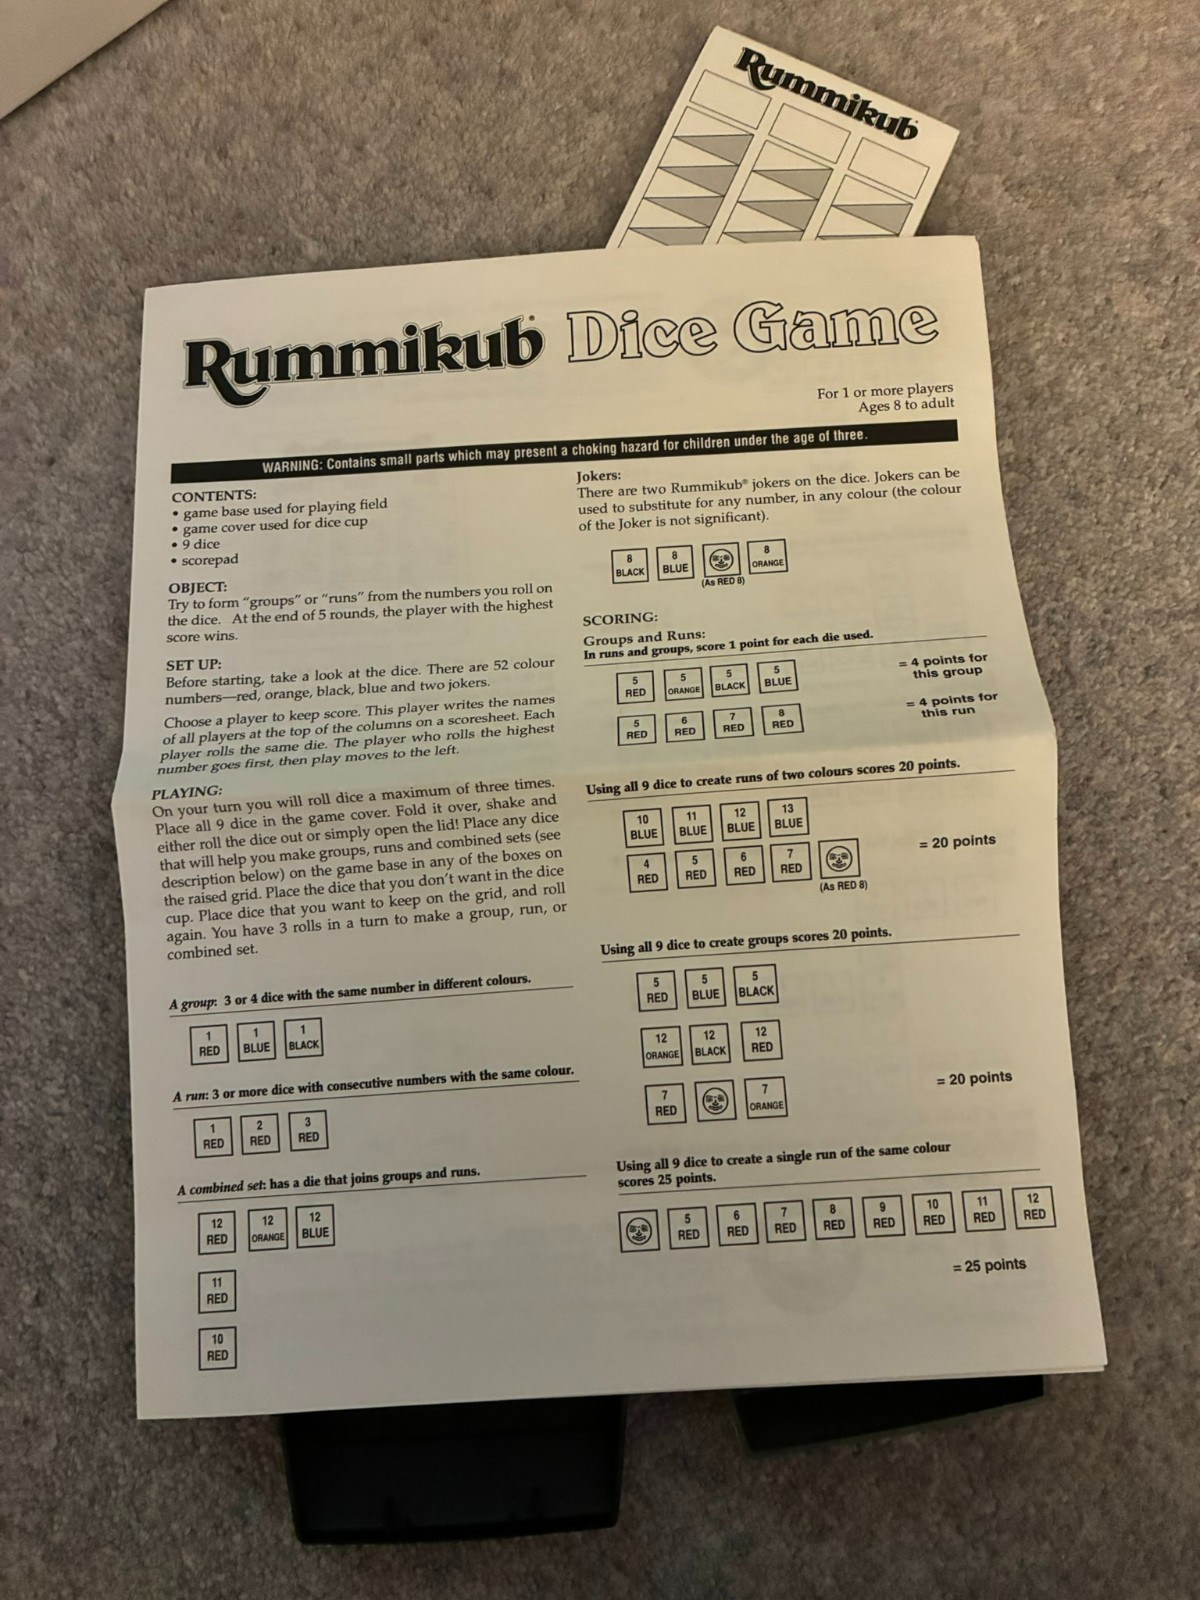 Rummikub
Rummikub® Dice Game
For 1 or more players
Ages 8 to adult
WARNING: Contains small parts which may present a choking hazard for children under the age of three.
CONTENTS:
• game base used for playing field
• game cover used for dice cup
• 9 dice
• scorepad
OBJECT:
Try to form “groups” or “runs” from the numbers you roll on
the dice. At the end of 5 rounds, the player with the highest
score wins.
SET UP:
Before starting, take a look at the dice. There are 52 colour
numbers—red, orange, black, blue and two jokers.
Choose a player to keep score. This player writes the names
of all players at the top of the columns on a scoresheet. Each
player rolls the same die. The player who rolls the highest
number goes first, then play moves to the left.
PLAYING:
On your turn you will roll dice a maximum of three times.
Place all 9 dice in the game cover. Fold it over, shake and
either roll the dice out or simply open the lid! Place any dice
that will help you make groups, runs and combined sets (see
description below) on the game base in any of the boxes on
the raised grid. Place the dice that you don’t want in the dice
cup. Place dice that you want to keep on the grid, and roll
again. You have 3 rolls in a turn to make a group, run, or
combined set.
A group: 3 or 4 dice with the same number in different colours.
1 1 1
RED BLUE BLACK
A run: 3 or more dice with consecutive numbers with the same colour.
1 2 3
RED RED RED
A combined set: has a die that joins groups and runs.
12 12 12
RED ORANGE BLUE
11
RED
10
RED
Jokers:
There are two Rummikub® jokers on the dice. Jokers can be
used to substitute for any number, in any colour (the colour
of the Joker is not significant).
8 8 8
BLACK BLUE ORANGE
(As RED 8)
SCORING:
Groups and Runs:
In runs and groups, score 1 point for each die used.
5 5 5 5
RED ORANGE BLACK BLUE
= 4 points for
this group
5 6 7 8
RED RED RED RED
= 4 points for
this run
Using all 9 dice to create runs of two colours scores 20 points.
10 11 12 13
BLUE BLUE BLUE BLUE
4 5 6 7
RED RED RED RED
= 20 points
(As RED 8)
Using all 9 dice to create groups scores 20 points.
5 5 5
RED BLUE BLACK
12 12 12
ORANGE BLACK RED
7 7
RED ORANGE
= 20 points
Using all 9 dice to create a single run of the same colour
scores 25 points.
5 6 7 8 9 10 11 12
RED RED RED RED RED RED RED RED
= 25 points